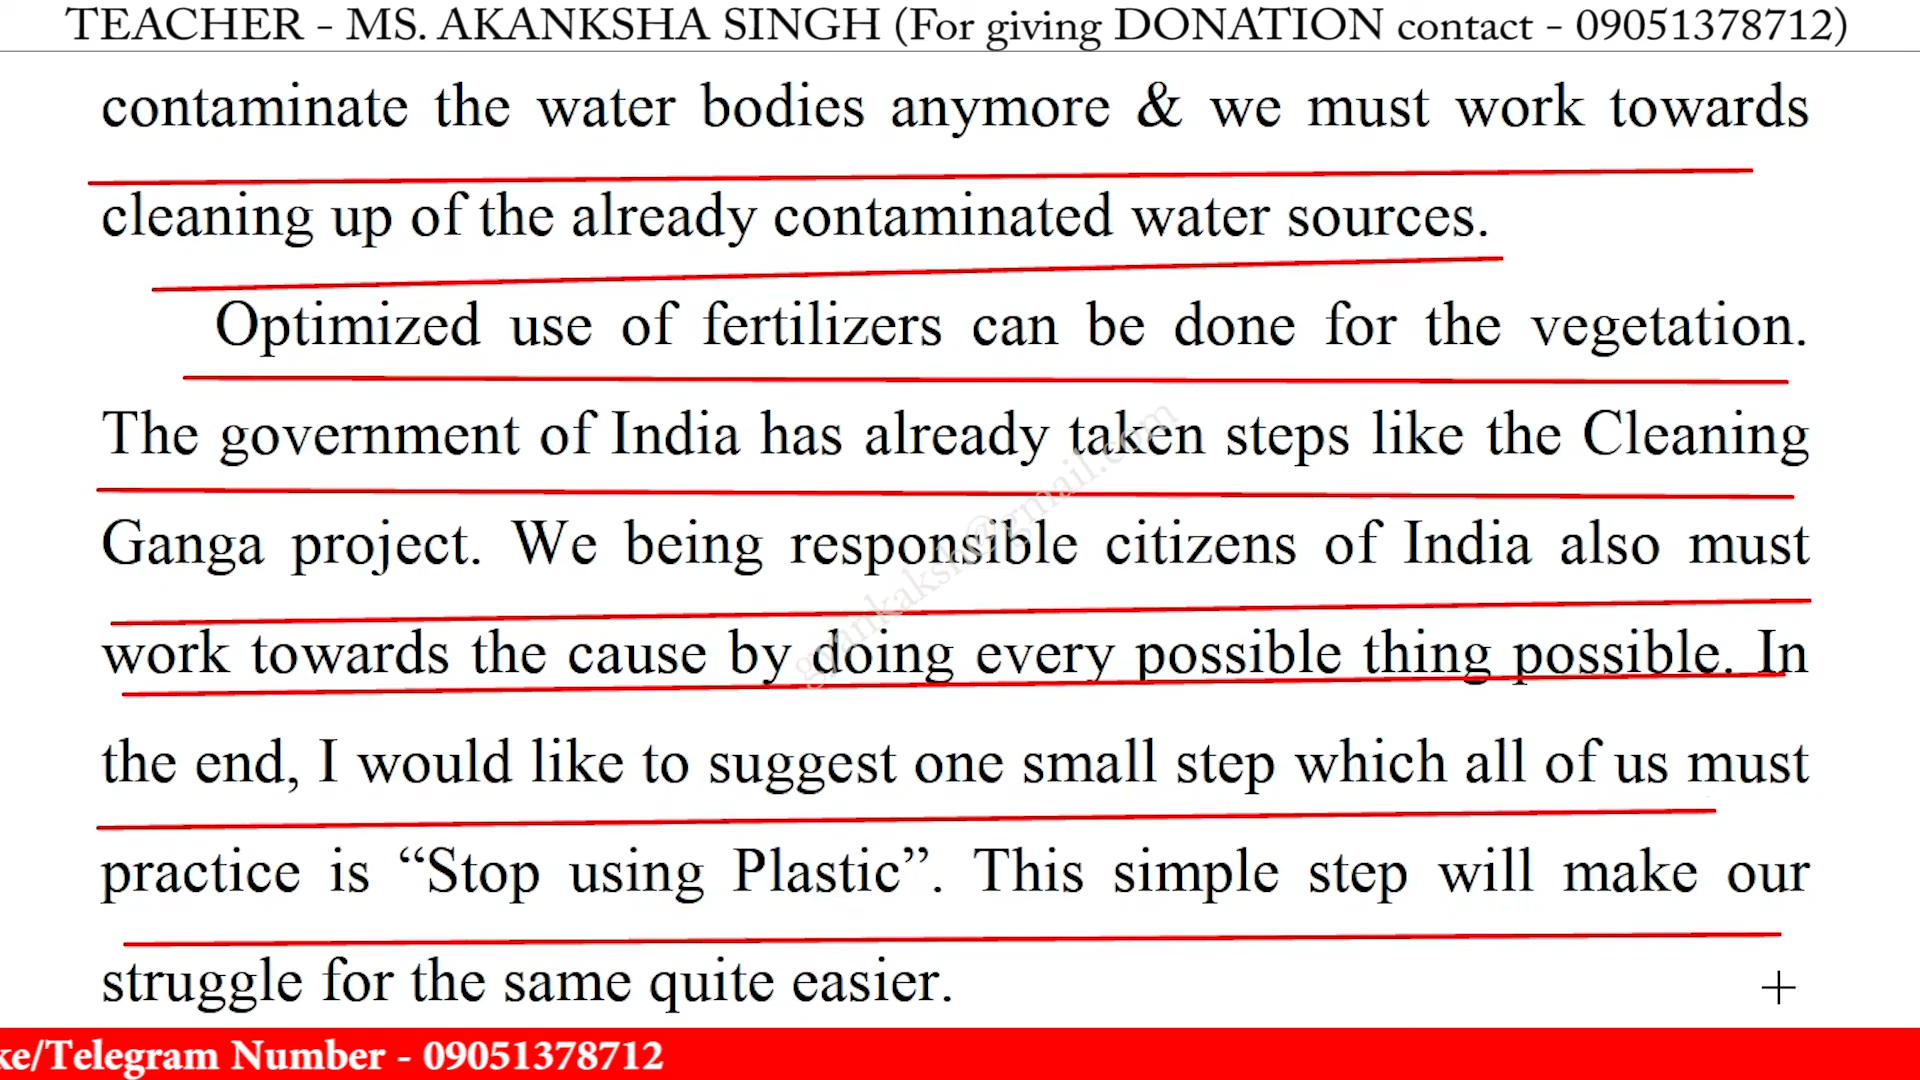 TEACHER - MS. AKANKSHA SINGH (For giving DONATION contact - 09051378712)
contaminate the water bodies anymore & we must work towards
cleaning up of the already contaminated water sources.
Optimized use of fertilizers can be done for the vegetation.
The government of India has already taken steps like the Cleaning
Ganga project. We being responsible citizens of India also must
work towards the cause by doing every possible thing possible. In
the end, I would like to suggest one small step which all of us must
practice is “Stop using Plastic”. This simple step will make our
struggle for the same quite easier.
gyankaksh@gmail.com
ke/Telegram Number - 09051378712